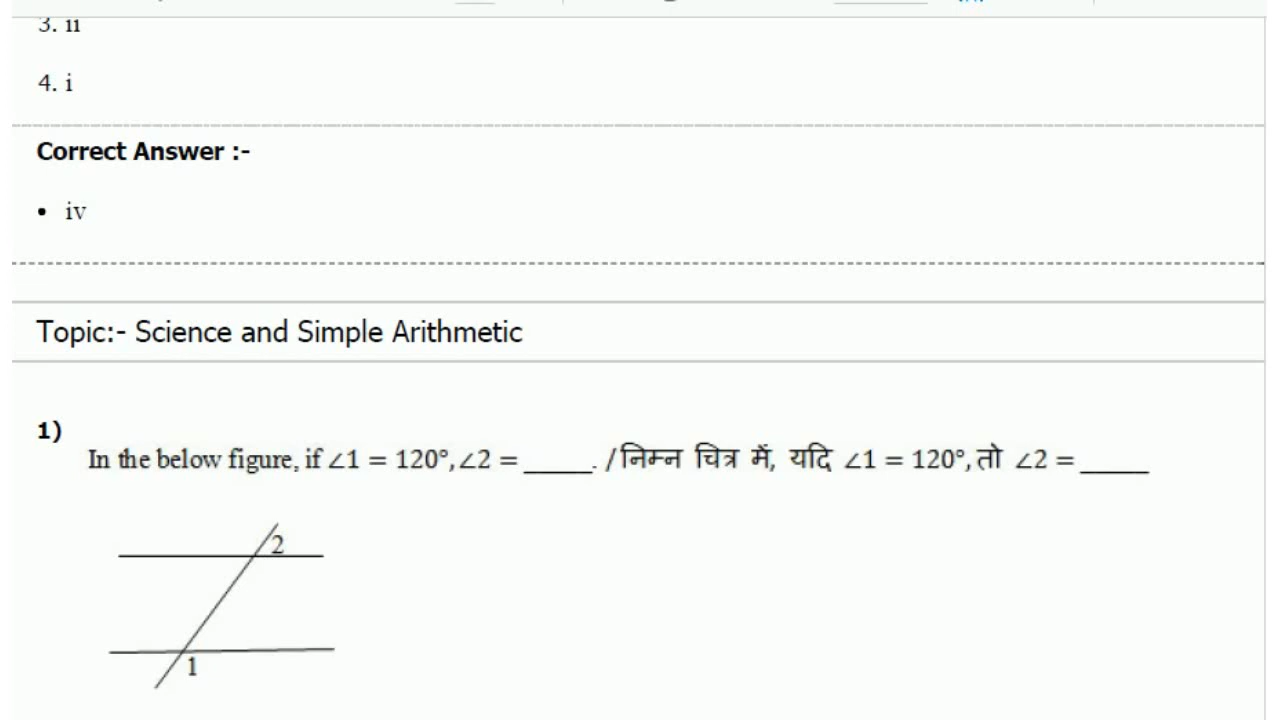 3. ii
4. i
Correct Answer :-
• iv
Topic:- Science and Simple Arithmetic
1)
In the below figure, if ∠1 = 120°, ∠2 = _____. / निम्न चित्र में, यदि ∠1 = 120°, तो ∠2 = _____
2
1